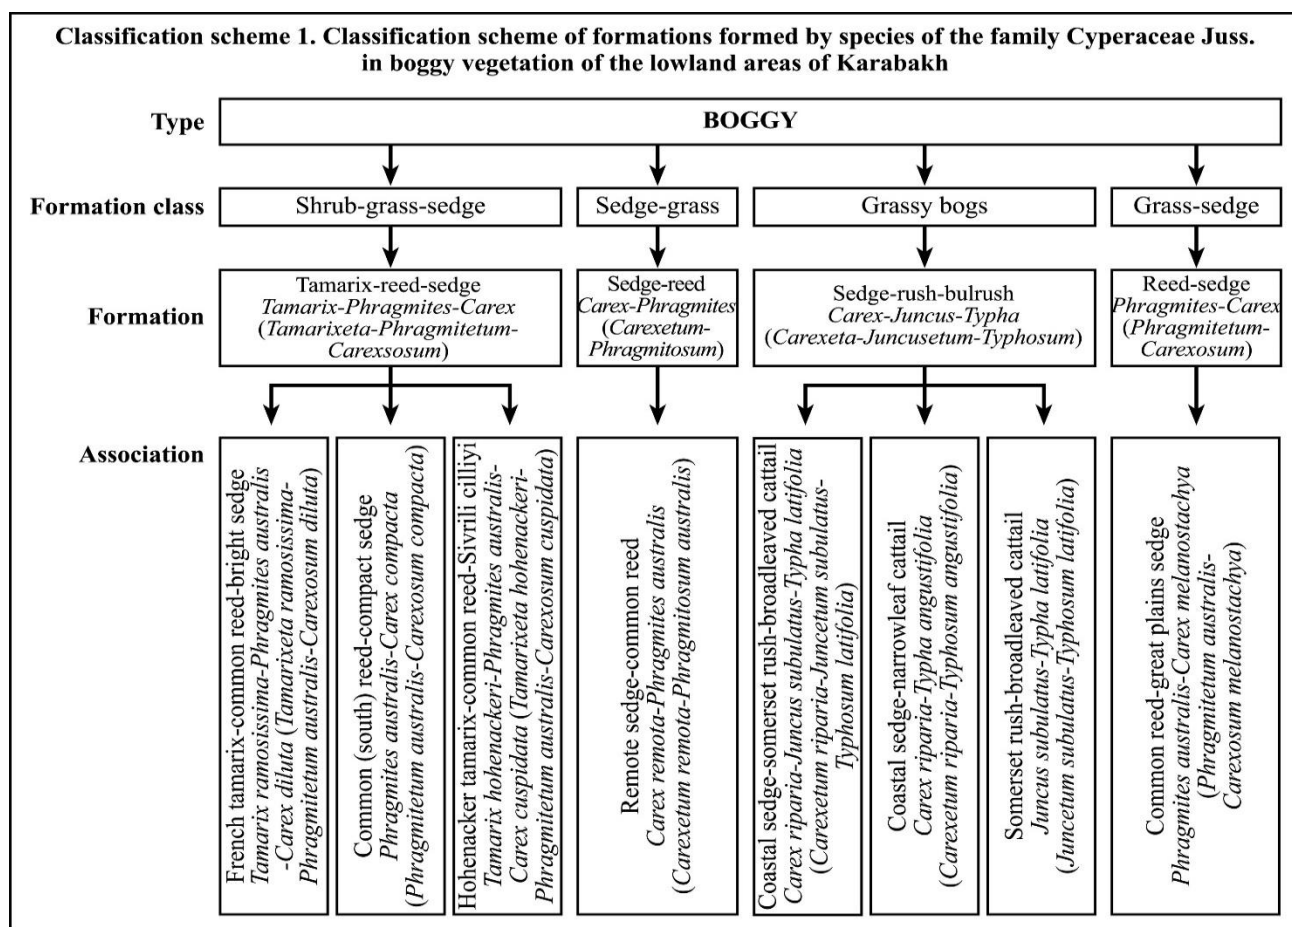 Classification scheme 1. Classification scheme of formations formed by species of the family Cyperaceae Juss.
in boggy vegetation of the lowland areas of Karabakh
Type
BOGGY
Formation class
Shrub-grass-sedge
Sedge-grass
Grassy bogs
Grass-sedge
Formation
Tamarix-reed-sedge
Tamarix-Phragmites-Carex
(Tamarixeta-Phragmitetum-
Carexsosum)
Sedge-reed
Carex-Phragmites
(Carexetum-
Phragmitosum)
Sedge-rush-bulrush
Carex-Juncus-Typha
(Carexeta-Juncusetum-Typhosum)
Reed-sedge
Phragmites-Carex
(Phragmitetum-
Carexosum)
Association
French tamarix-common reed-bright sedge
Tamarix ramosissima-Phragmites australis
-Carex diluta (Tamarixeta ramosissima-
Phragmitetum australis-Carexosum diluta)
Common (south) reed-compact sedge
Phragmites australis-Carex compacta
(Phragmitetum australis-Carexosum compacta)
Hohenacker tamarix-common reed-Sivrili cilliyi
Tamarix hohenackeri-Phragmites australis-
Carex cuspidata (Tamarixeta hohenackeri-
Phragmitetum australis-Carexosum cuspidata)
Remote sedge-common red
Carex remota-Phragmites australis
(Carexetum remota-Phragmitosum australis)
Coastal sedge-somerset rush-broadleaved cattail
Carex riparia-Juncus subulatus-Typha latifolia
(Carexetum riparia-Juncetum subulatus-
Typhosum latifolia)
Coastal sedge-narrowleaf cattail
Carex riparia-Typha angustifolia
(Carexetum riparia-Typhosum angustifolia)
Somerset rush-broadleaved cattail
Juncus subulatus-Typha latifolia
(Juncetum subulatus-Typhosum latifolia)
Common reed-great plains sedge
Phragmites australis-Carex melanostachya
(Phragmitetum australis-
Carexosum melanostachya)